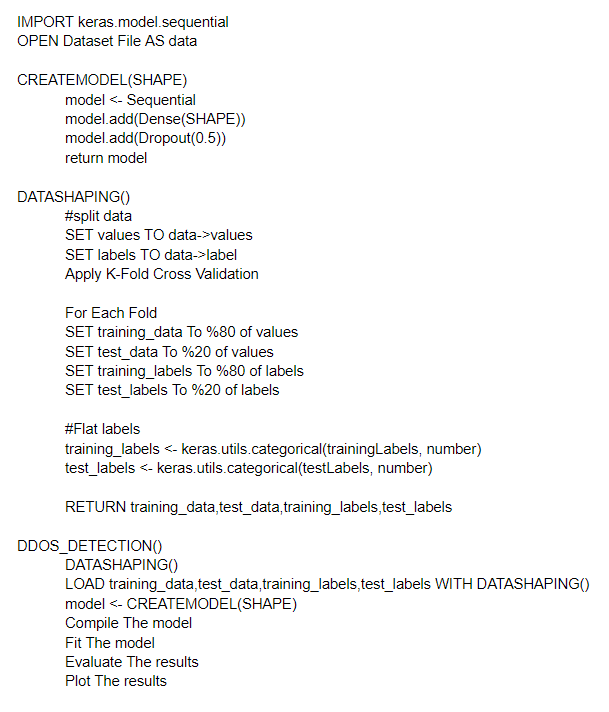 IMPORT keras.model.sequential
OPEN Dataset File AS data
CREATEMODEL(SHAPE)
model <- Sequential
model.add(Dense(SHAPE))
model.add(Dropout(0.5))
return model
DATASHAPING()
#split data
SET values TO data->values
SET labels TO data->label
Apply K-Fold Cross Validation
For Each Fold
SET training_data To %80 of values
SET test_data To %20 of values
SET training_labels To %80 of labels
SET test_labels To %20 of labels
#Flat labels
training_labels <- keras.utils.categorical(trainingLabels, number)
test_labels <- keras.utils.categorical(testLabels, number)
RETURN training_data,test_data,training_labels,test_labels
DDOS_DETECTION()
DATASHAPING()
LOAD training_data,test_data,training_labels,test_labels WITH DATASHAPING()
model <- CREATEMODEL(SHAPE)
Compile The model
Fit The model
Evaluate The results
Plot The results